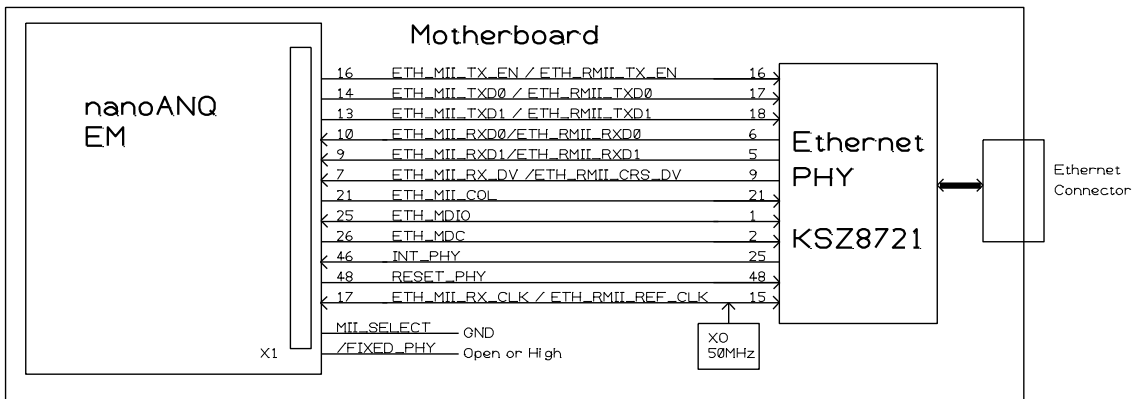 Motherboard
nanoANQ
EM
X1
16 ETH_MII_TX_EN / ETH_RMII_TX_EN 16
14 ETH_MII_TXD0 / ETH_RMII_TXD0 17
13 ETH_MII_TXD1 / ETH_RMII_TXD1 18
10 ETH_MII_RXD0/ETH_RMII_RXD0 6
9 ETH_MII_RXD1/ETH_RMII_RXD1 5
7 ETH_MII_RX_DV /ETH_RMII_CRS_DV 9
21 ETH_MII_COL 21
25 ETH_MDIO 1
26 ETH_MDC 2
46 INT_PHY 25
48 RESET_PHY 48
17 ETH_MII_RX_CLK / ETH_RMII_REF_CLK 15
MII_SELECT GND
/FIXED_PHY Open or High
XO
50MHz
Ethernet
PHY
KSZ8721
Ethernet
Connector